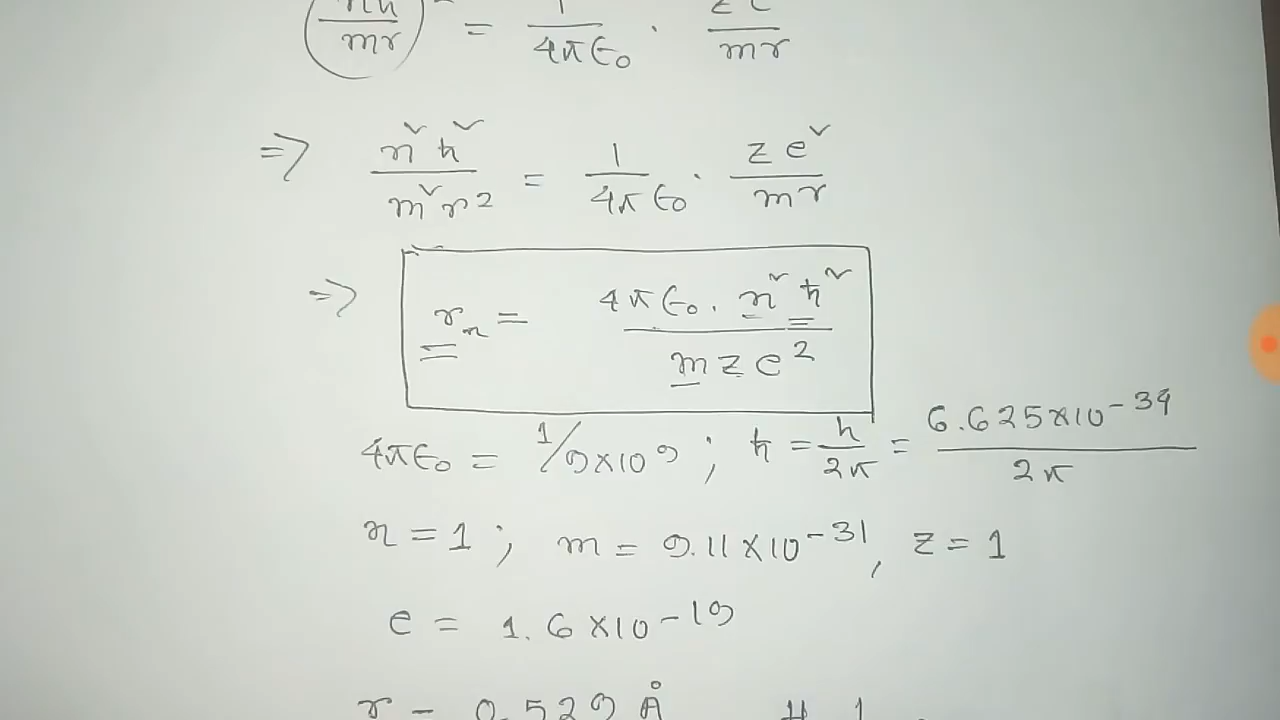 (nħ/mr)² = 1/4πϵ₀ · ze²/mr
⇒ n²ħ²/m²r² = 1/4πϵ₀ · ze²/mr
⇒ rₙ = 4πϵ₀ · n²ħ²/mze²
4πϵ₀ = 1/9×10⁹ ; ħ = h/2π = 6.625×10⁻³⁴/2π
n = 1 ; m = 9.11×10⁻³¹, z = 1
e = 1.6×10⁻¹⁹
r = 0.529 Å